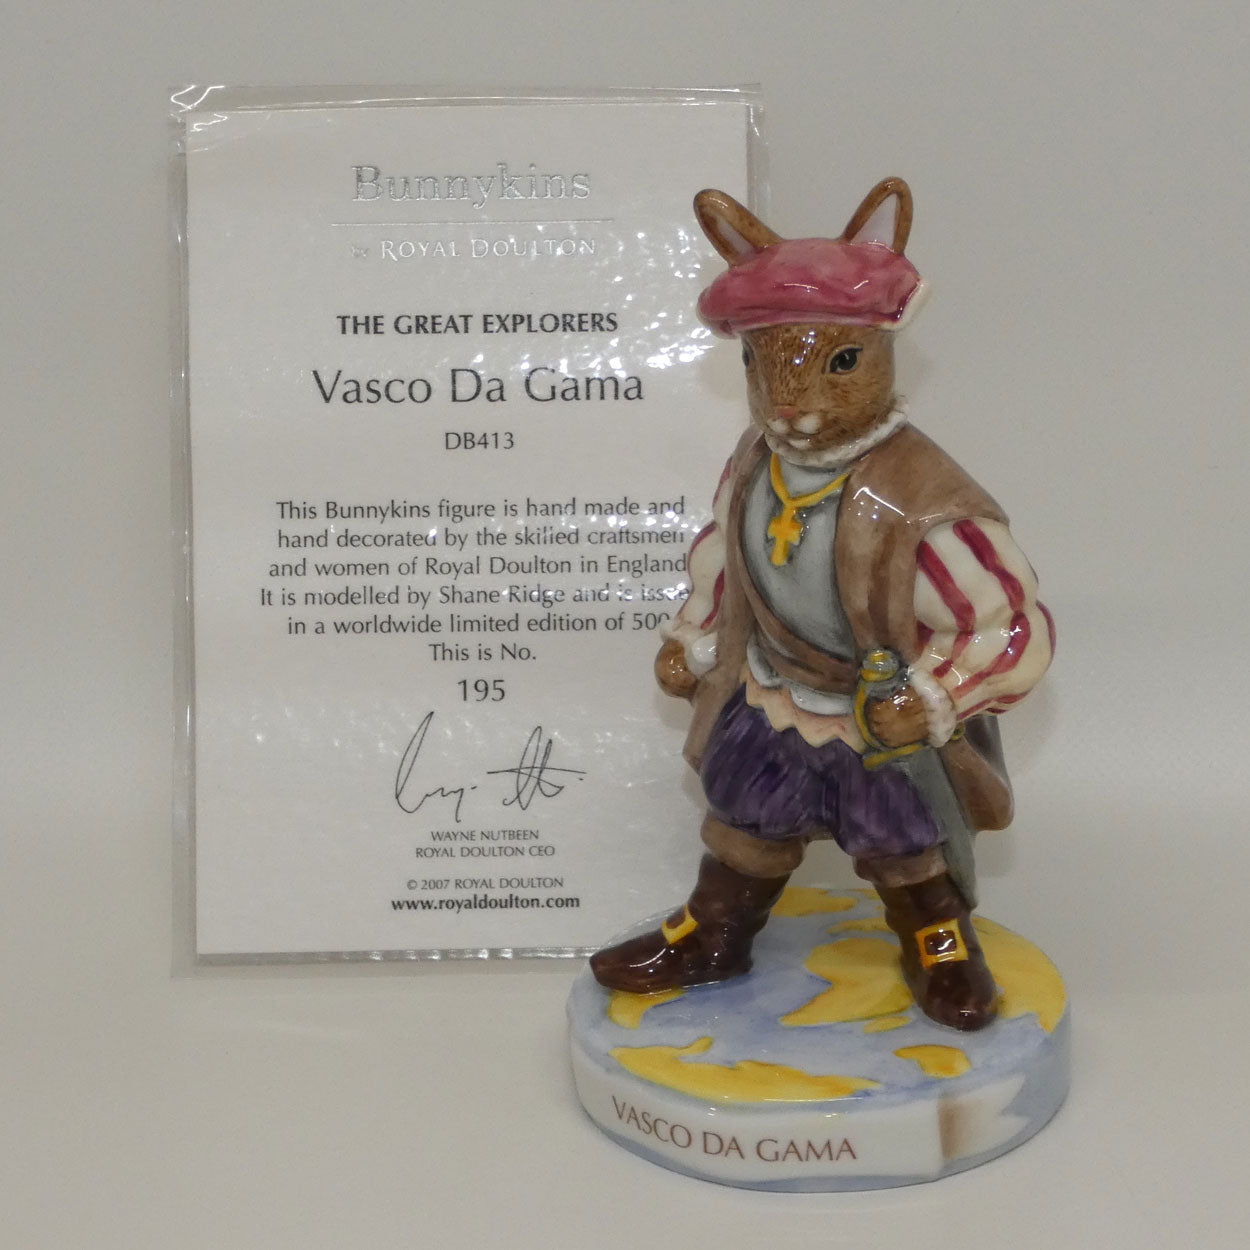 Bunnykins
by ROYAL DOULTON
THE GREAT EXPLORERS
Vasco Da Gama
DB413
This Bunnykins figure is hand made and
hand decorated by the skilled craftsmen
and women of Royal Doulton in England
It is modelled by Shane Ridge and is issue
in a worldwide limited edition of 500
This is No.
195
WAYNE NUTBEEN
ROYAL DOULTON CEO
© 2007 ROYAL DOULTON
www.royaldoulton.com
VASCO DA GAMA